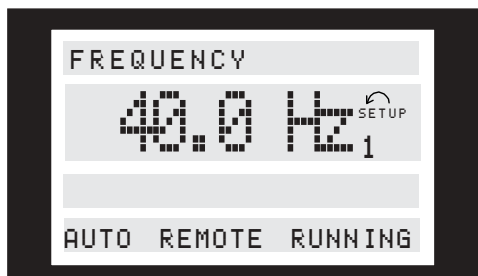 FREQUENCY
40.0 Hz
SETUP
1
AUTO REMOTE RUNNING